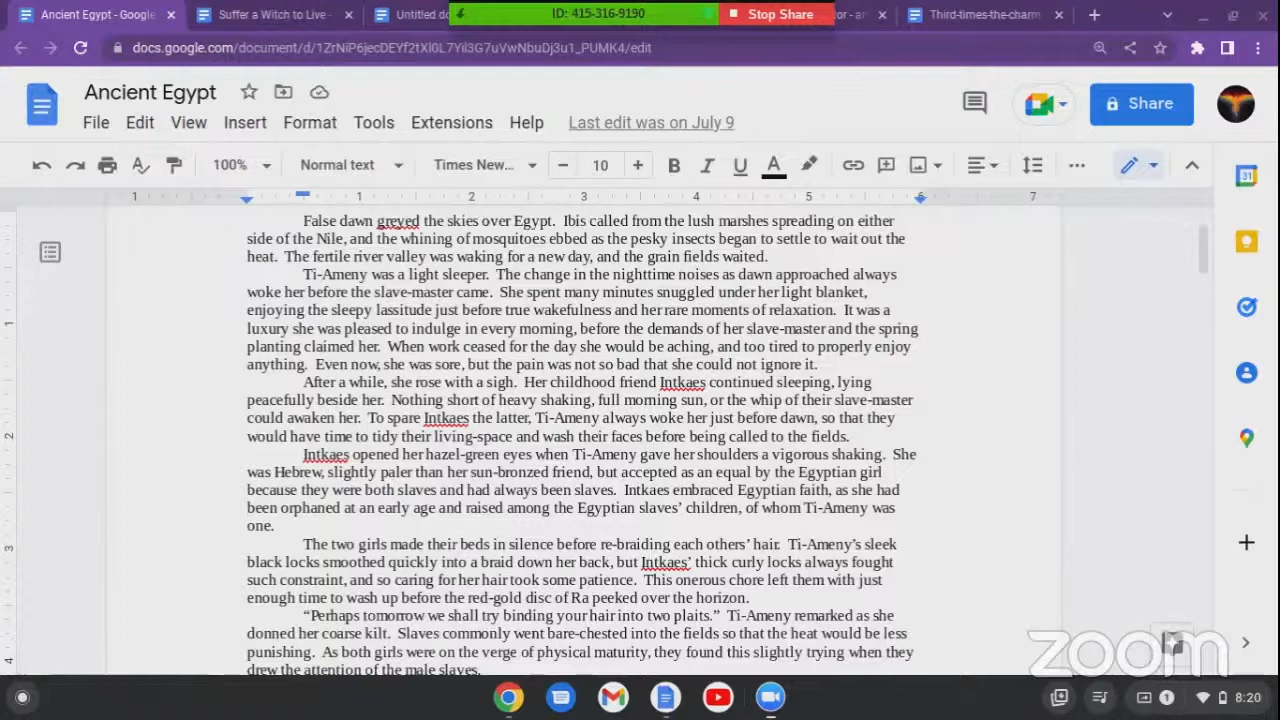 Ancient Egypt - Google
Suffer a Witch to Live -
Untitled do
ID: 415-316-9190
Stop Share
or - ar
Third-times-the-charm
docs.google.com/document/d/1ZrNiP6jecDEYf2tXl0L7Yil3G7uVwNbuDj3u1_PUMK4/edit
Ancient Egypt
Share
File Edit View Insert Format Tools Extensions Help Last edit was on July 9
100% Normal text Times New... 10 B I U A
1 1 2 3 4 5 6 7
False dawn greyed the skies over Egypt. Ibis called from the lush marshes spreading on either
side of the Nile, and the whining of mosquitoes ebbed as the pesky insects began to settle to wait out the
heat. The fertile river valley was waking for a new day, and the grain fields waited.
Ti-Ameny was a light sleeper. The change in the nighttime noises as dawn approached always
woke her before the slave-master came. She spent many minutes snuggled under her light blanket,
enjoying the sleepy lassitude just before true wakefulness and her rare moments of relaxation. It was a
luxury she was pleased to indulge in every morning, before the demands of her slave-master and the spring
planting claimed her. When work ceased for the day she would be aching, and too tired to properly enjoy
anything. Even now, she was sore, but the pain was not so bad that she could not ignore it.
After a while, she rose with a sigh. Her childhood friend Intkaes continued sleeping, lying
peacefully beside her. Nothing short of heavy shaking, full morning sun, or the whip of their slave-master
could awaken her. To spare Intkaes the latter, Ti-Ameny always woke her just before dawn, so that they
would have time to tidy their living-space and wash their faces before being called to the fields.
Intkaes opened her hazel-green eyes when Ti-Ameny gave her shoulders a vigorous shaking. She
was Hebrew, slightly paler than her sun-bronzed friend, but accepted as an equal by the Egyptian girl
because they were both slaves and had always been slaves. Intkaes embraced Egyptian faith, as she had
been orphaned at an early age and raised among the Egyptian slaves' children, of whom Ti-Ameny was
one.
The two girls made their beds in silence before re-braiding each others' hair. Ti-Ameny's sleek
black locks smoothed quickly into a braid down her back, but Intkaes' thick curly locks always fought
such constraint, and so caring for her hair took some patience. This onerous chore left them with just
enough time to wash up before the red-gold disc of Ra peeked over the horizon.
"Perhaps tomorrow we shall try binding your hair into two plaits." Ti-Ameny remarked as she
donned her coarse kilt. Slaves commonly went bare-chested into the fields so that the heat would be less
punishing. As both girls were on the verge of physical maturity, they found this slightly trying when they
drew the attention of the male slaves.
1
2
3
4
31
zoom
1
8:20